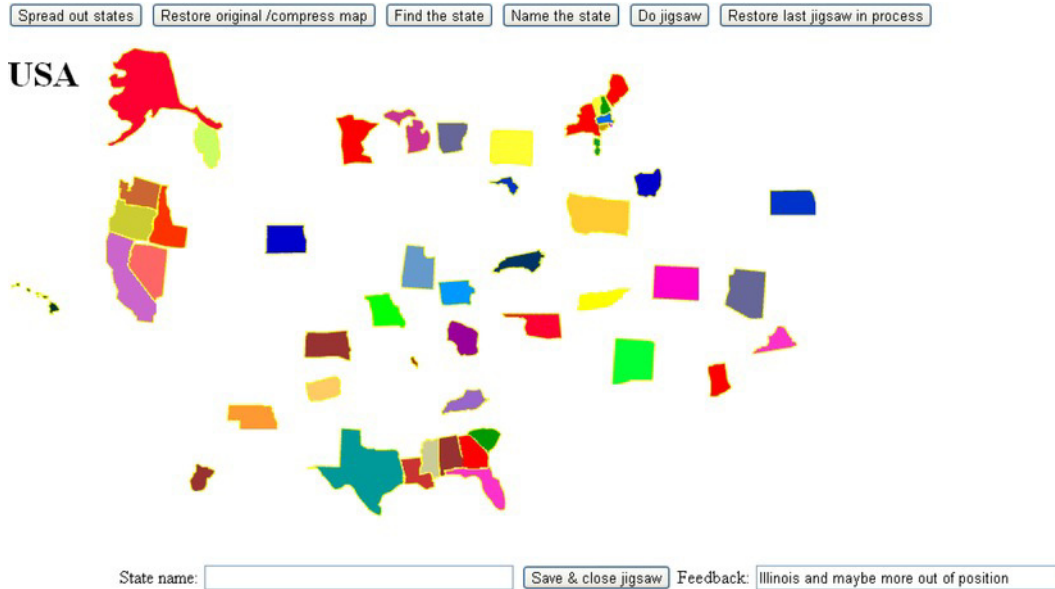 Spread out states Restore original /compress map Find the state Name the state Do jigsaw Restore last jigsaw in process
USA
State name: Save & close jigsaw Feedback: Illinois and maybe more out of position